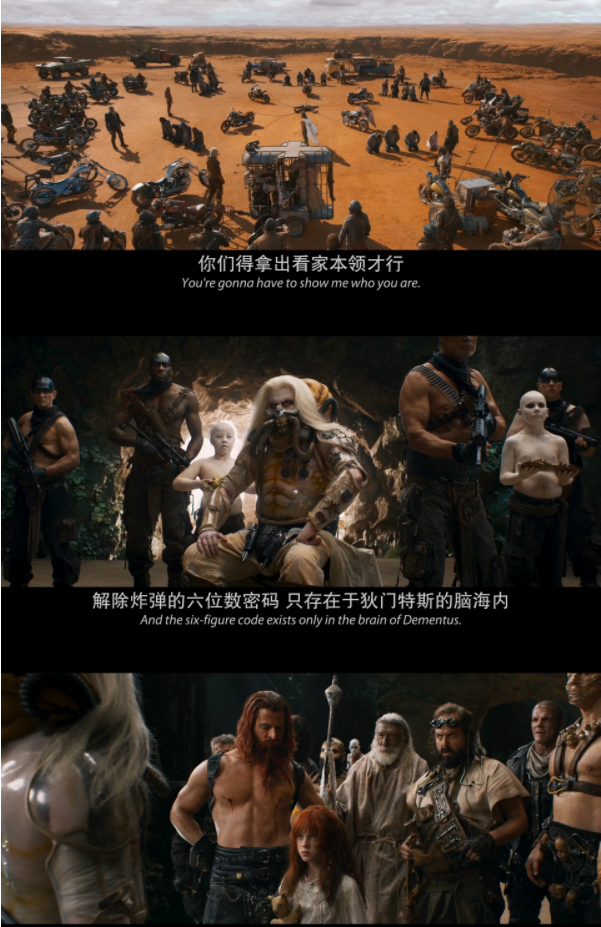 你们得拿出看家本领才行
You're gonna have to show me who you are.
解除炸弹的六位数密码 只存在于狄门特斯的脑海内
And the six-figure code exists only in the brain of Dementus.